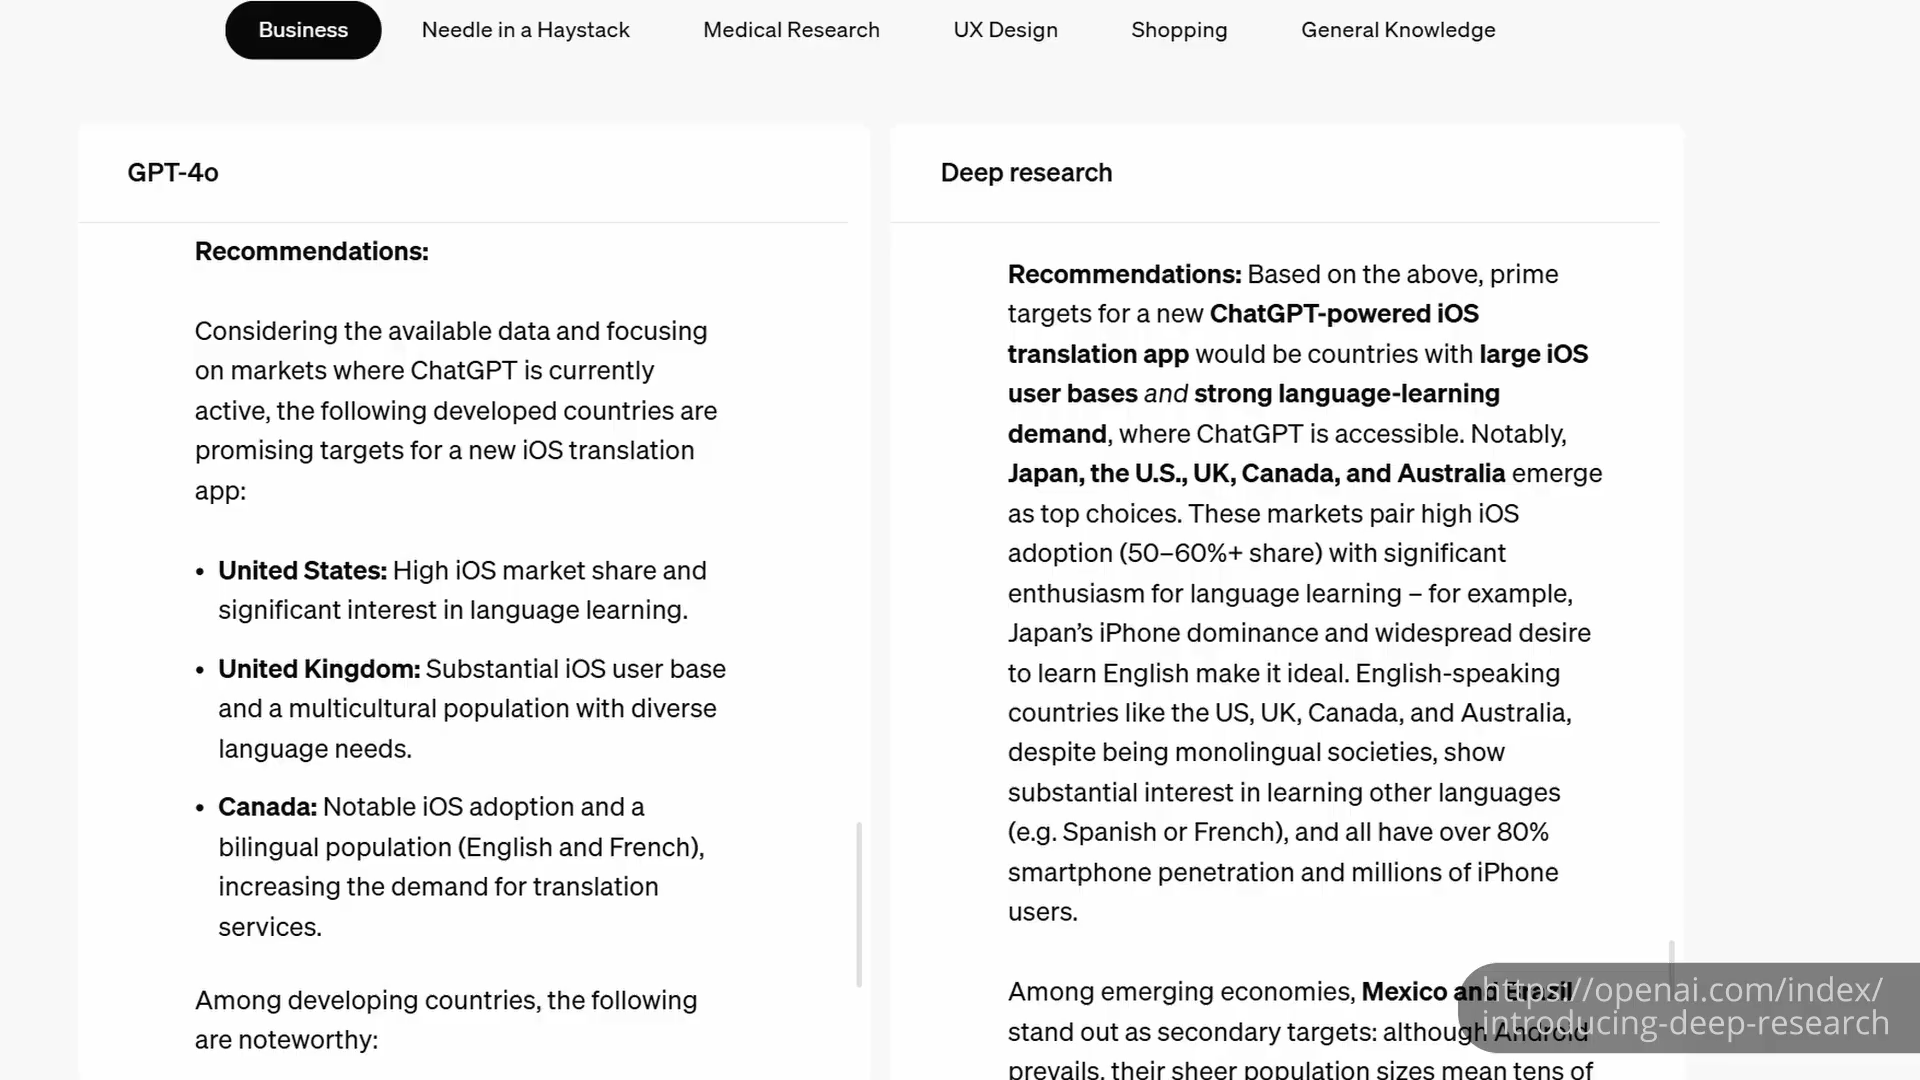 Business Needle in a Haystack Medical Research UX Design Shopping General Knowledge
GPT-4o
Recommendations:
Considering the available data and focusing
on markets where ChatGPT is currently
active, the following developed countries are
promising targets for a new iOS translation
app:
• United States: High iOS market share and
significant interest in language learning.
• United Kingdom: Substantial iOS user base
and a multicultural population with diverse
language needs.
• Canada: Notable iOS adoption and a
bilingual population (English and French),
increasing the demand for translation
services.
Among developing countries, the following
are noteworthy:
Deep research
Recommendations: Based on the above, prime
targets for a new ChatGPT-powered iOS
translation app would be countries with large iOS
user bases and strong language-learning
demand, where ChatGPT is accessible. Notably,
Japan, the U.S., UK, Canada, and Australia emerge
as top choices. These markets pair high iOS
adoption (50–60%+ share) with significant
enthusiasm for language learning – for example,
Japan’s iPhone dominance and widespread desire
to learn English make it ideal. English-speaking
countries like the US, UK, Canada, and Australia,
despite being monolingual societies, show
substantial interest in learning other languages
(e.g. Spanish or French), and all have over 80%
smartphone penetration and millions of iPhone
users.
Among emerging economies, Mexico and Brasil
stand out as secondary targets: although Android
prevails, their sheer population sizes mean tens of
https://openai.com/index/
introducing-deep-research